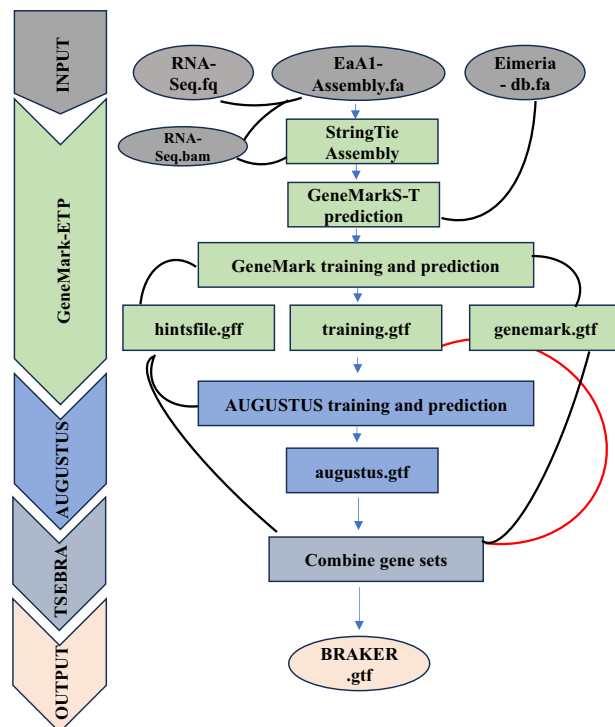 INPUT
GeneMark-ETP
AUGUSTUS
TSEBRA
OUTPUT
RNA-
Seq.fq
EaA1-
Assembly.fa
Eimeria
- db.fa
RNA-
Seq.bam
StringTie
Assembly
GeneMarkS-T
prediction
GeneMark training and prediction
hintsfile.gff
training.gtf
genemark.gtf
AUGUSTUS training and prediction
augustus.gtf
Combine gene sets
BRAKER
.gtf